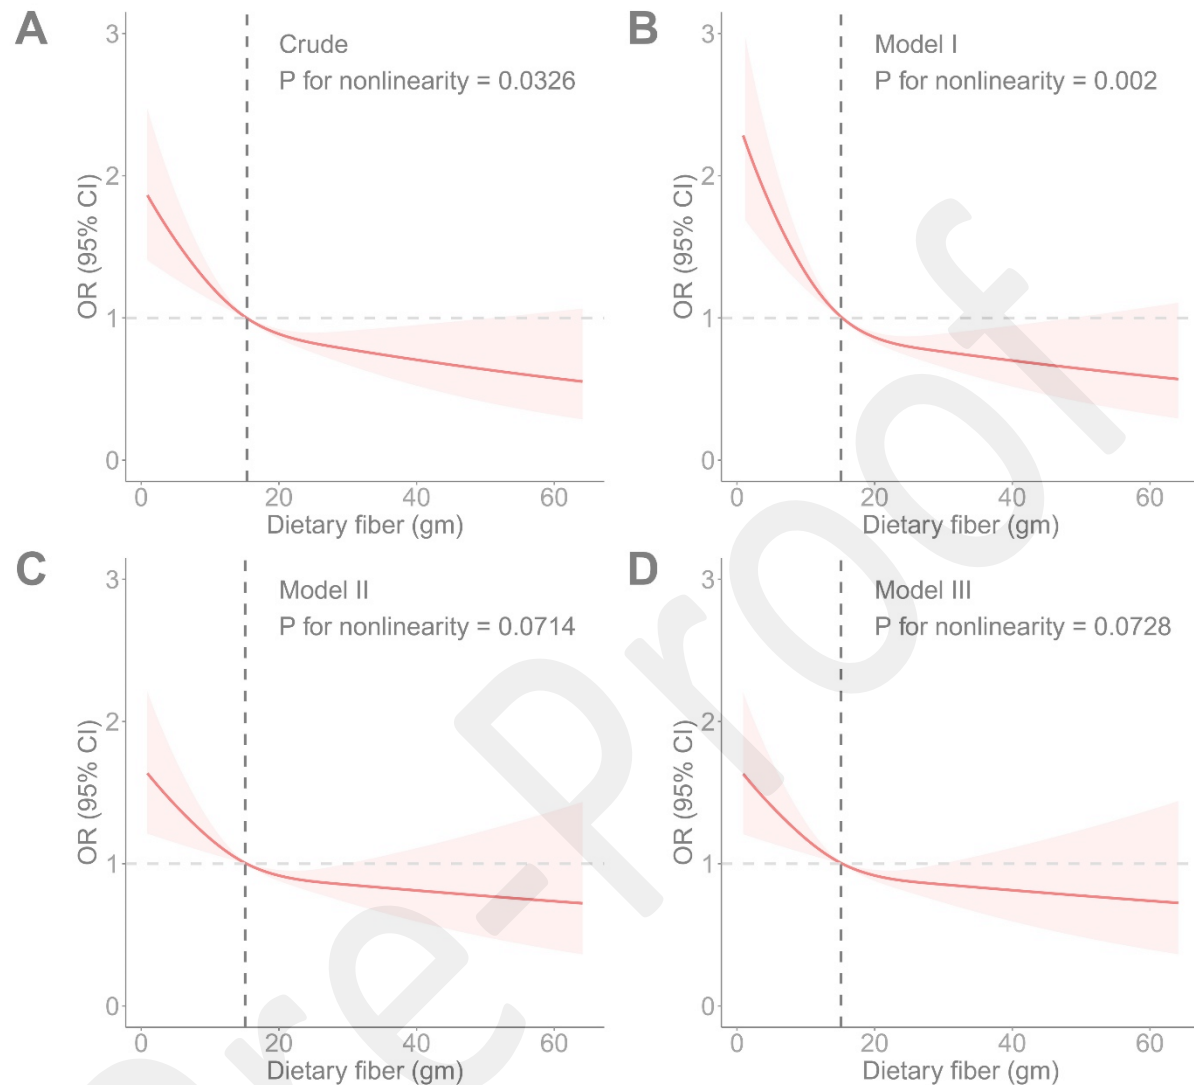 A
Crude
P for nonlinearity = 0.0326
3
2
1
0
OR (95% CI)
0 20 40 60
Dietary fiber (gm)
B
Model I
P for nonlinearity = 0.002
3
2
1
0
OR (95% CI)
0 20 40 60
Dietary fiber (gm)
C
Model II
P for nonlinearity = 0.0714
3
2
1
0
OR (95% CI)
0 20 40 60
Dietary fiber (gm)
D
Model III
P for nonlinearity = 0.0728
3
2
1
0
OR (95% CI)
0 20 40 60
Dietary fiber (gm)
Pre-Proof